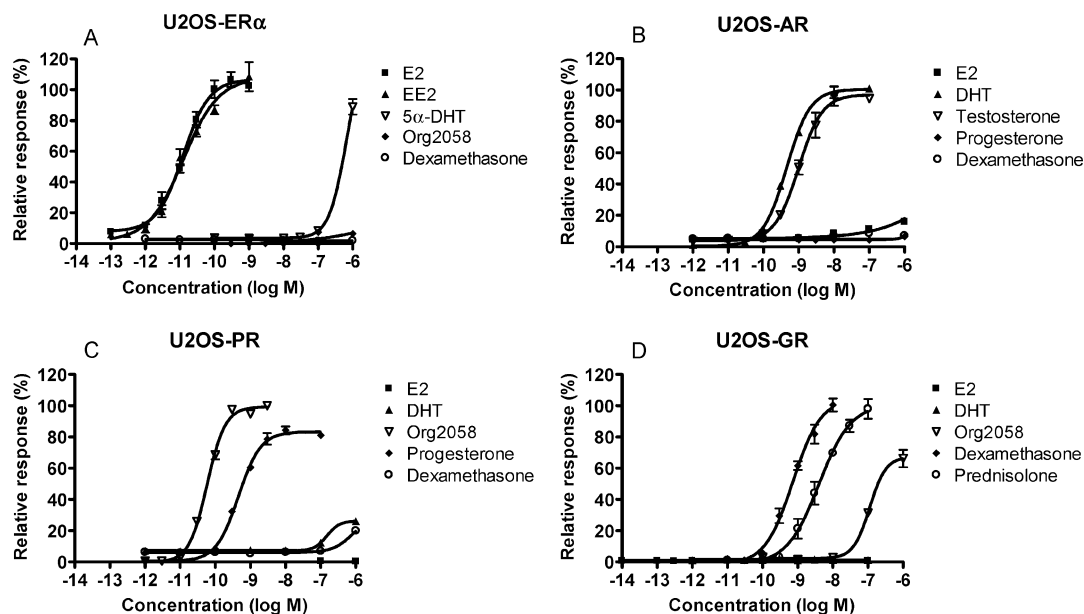 A
U2OS-ERα
120
100
80
60
40
20
0
-14 -13 -12 -11 -10 -9 -8 -7 -6
Relative response (%)
Concentration (log M)
E2
EE2
5α-DHT
Org2058
Dexamethasone
B
U2OS-AR
120
100
80
60
40
20
0
-14 -13 -12 -11 -10 -9 -8 -7 -6
Relative response (%)
Concentration (log M)
E2
DHT
Testosterone
Progesterone
Dexamethasone
C
U2OS-PR
120
100
80
60
40
20
0
-14 -13 -12 -11 -10 -9 -8 -7 -6
Relative response (%)
Concentration (log M)
E2
DHT
Org2058
Progesterone
Dexamethasone
D
U2OS-GR
120
100
80
60
40
20
0
-14 -13 -12 -11 -10 -9 -8 -7 -6
Relative response (%)
Concentration (log M)
E2
DHT
Org2058
Dexamethasone
Prednisolone